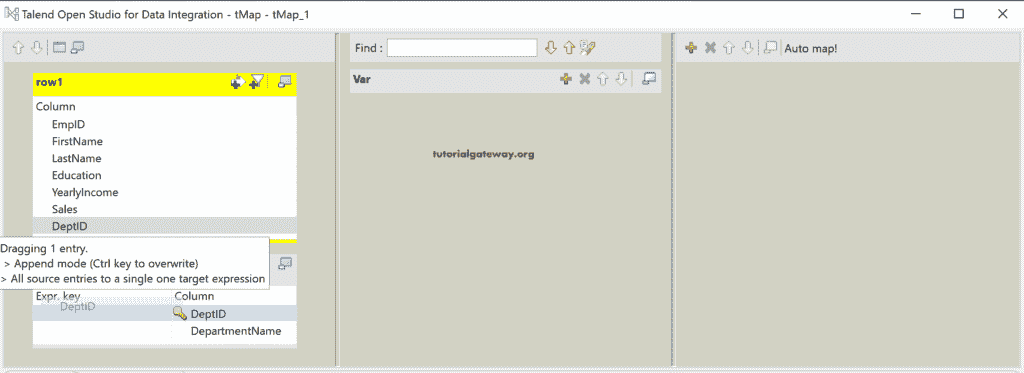 Talend Open Studio for Data Integration - tMap - tMap_1
Find :
Auto map!
row1
Var
Column
EmpID
FirstName
LastName
Education
YearlyIncome
Sales
DeptID
tutorialgateway.org
Dragging 1 entry.
> Append mode (Ctrl key to overwrite)
> All source entries to a single one target expression
Expr. key
Column
DeptID
DeptID
DepartmentName